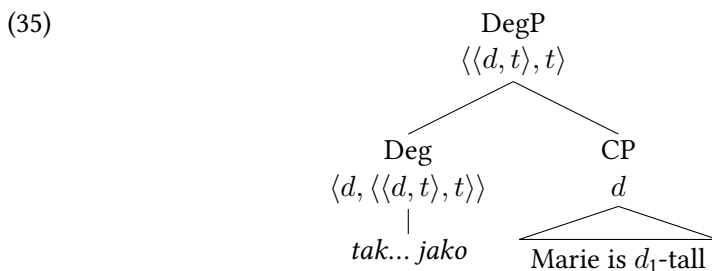 (35)
DegP
⟨⟨d, t⟩, t⟩
Deg CP
⟨d, ⟨⟨d, t⟩, t⟩⟩ d
tak... jako Marie is d₁-tall